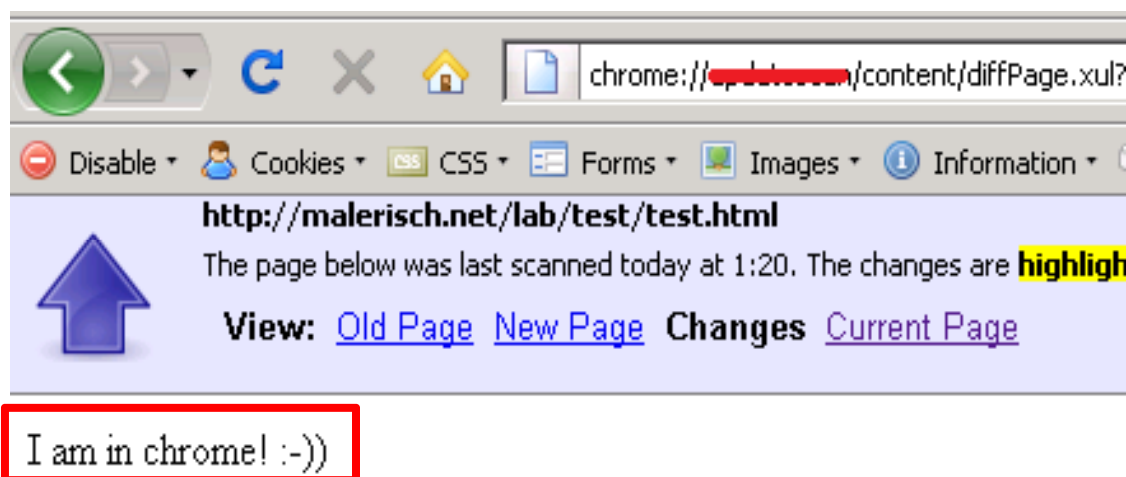 chrome:// /content/diffPage.xul?
Disable Cookies CSS CSS Forms Images Information
http://malerisch.net/lab/test/test.html
The page below was last scanned today at 1:20. The changes are highligh
View: Old Page New Page Changes Current Page
I am in chrome! :-))